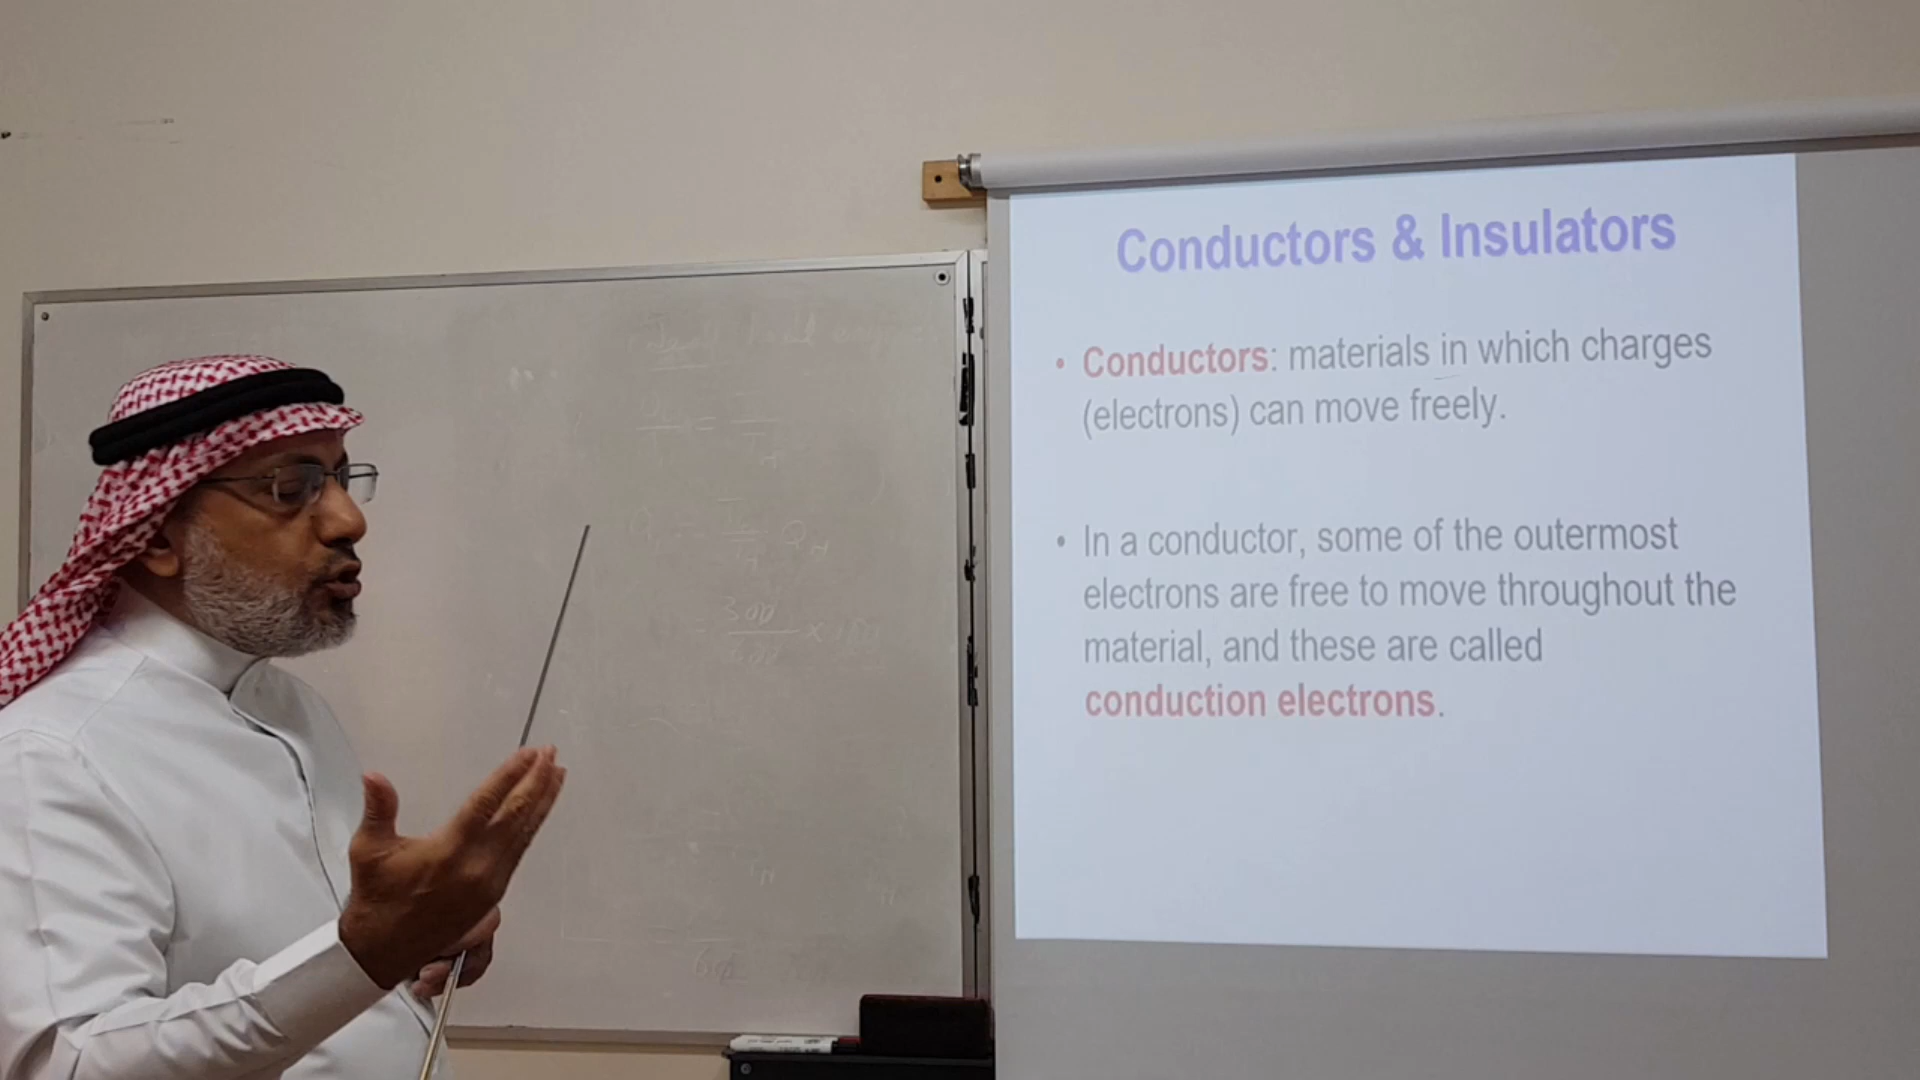 Conductors & Insulators
• Conductors: materials in which charges
(electrons) can move freely.
• In a conductor, some of the outermost
electrons are free to move throughout the
material, and these are called
conduction electrons.
=
= Q H
= 300 ×